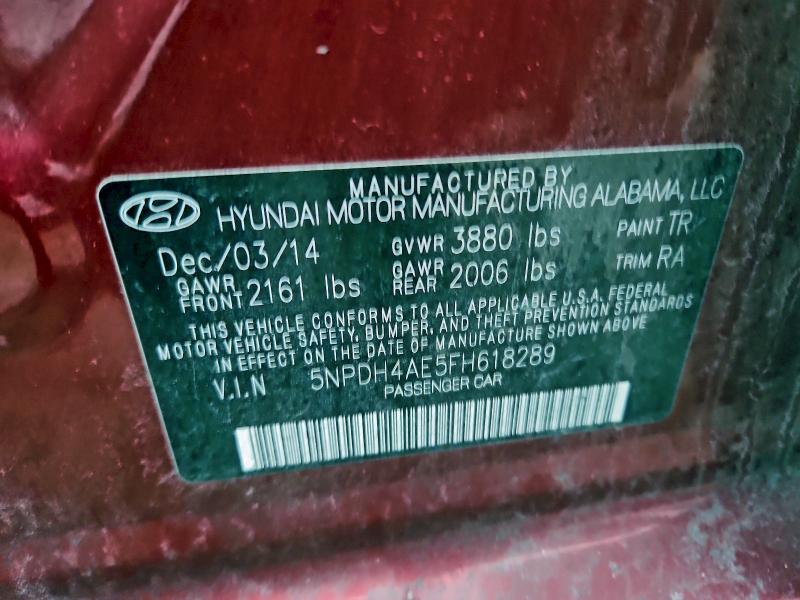 MANUFACTURED BY
HYUNDAI MOTOR MANUFACTURING ALABAMA, LLC
Dec/03/14 GVWR 3880 lbs PAINT TR
GAWR FRONT 2161 lbs GAWR REAR 2006 lbs TRIM RA
THIS VEHICLE CONFORMS TO ALL APPLICABLE U.S.A. FEDERAL
MOTOR VEHICLE SAFETY, BUMPER, AND THEFT PREVENTION STANDARDS
IN EFFECT ON THE DATE OF MANUFACTURE SHOWN ABOVE
V.I.N 5NPDH4AE5FH618289
PASSENGER CAR